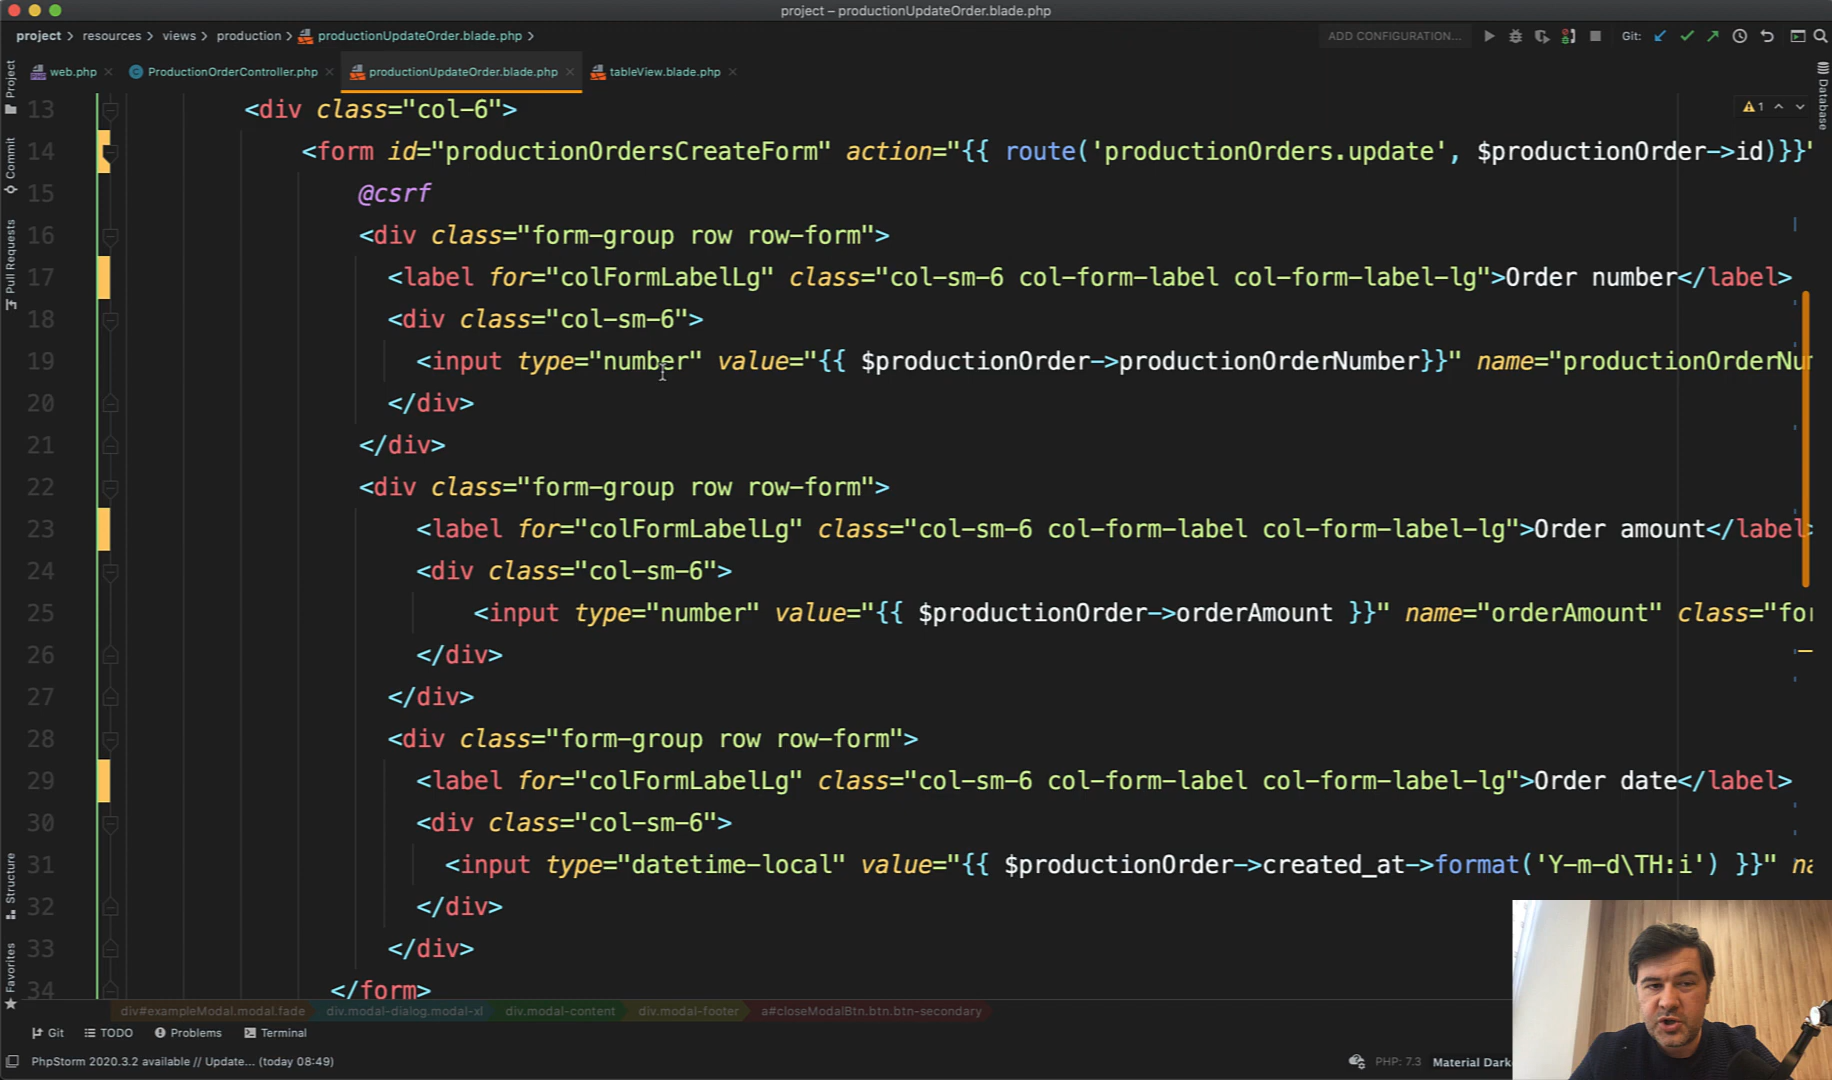 project – productionUpdateOrder.blade.php
project > resources > views > production > productionUpdateOrder.blade.php >
ADD CONFIGURATION...
Git:
web.php
ProductionOrderController.php
productionUpdateOrder.blade.php
tableView.blade.php
Project
Commit
Pull Requests
Structure
Favorites
Database
1
13 <div class="col-6">
14 <form id="productionOrdersCreateForm" action="{{ route('productionOrders.update', $productionOrder->id)}}"
15 @csrf
16 <div class="form-group row row-form">
17 <label for="colFormLabelLg" class="col-sm-6 col-form-label col-form-label-lg">Order number</label>
18 <div class="col-sm-6">
19 <input type="number" value="{{ $productionOrder->productionOrderNumber}}" name="productionOrderNum
20 </div>
21 </div>
22 <div class="form-group row row-form">
23 <label for="colFormLabelLg" class="col-sm-6 col-form-label col-form-label-lg">Order amount</label>
24 <div class="col-sm-6">
25 <input type="number" value="{{ $productionOrder->orderAmount }}" name="orderAmount" class="for
26 </div>
27 </div>
28 <div class="form-group row row-form">
29 <label for="colFormLabelLg" class="col-sm-6 col-form-label col-form-label-lg">Order date</label>
30 <div class="col-sm-6">
31 <input type="datetime-local" value="{{ $productionOrder->created_at->format('Y-m-d\TH:i') }}" na
32 </div>
33 </div>
34 </form>
div#exampleModal.modal.fade
div.modal-dialog.modal-xl
div.modal-content
div.modal-footer
a#closeModalBtn.btn.btn-secondary
Git
TODO
Problems
Terminal
PhpStorm 2020.3.2 available // Update... (today 08:49)
PHP: 7.3
Material Dark